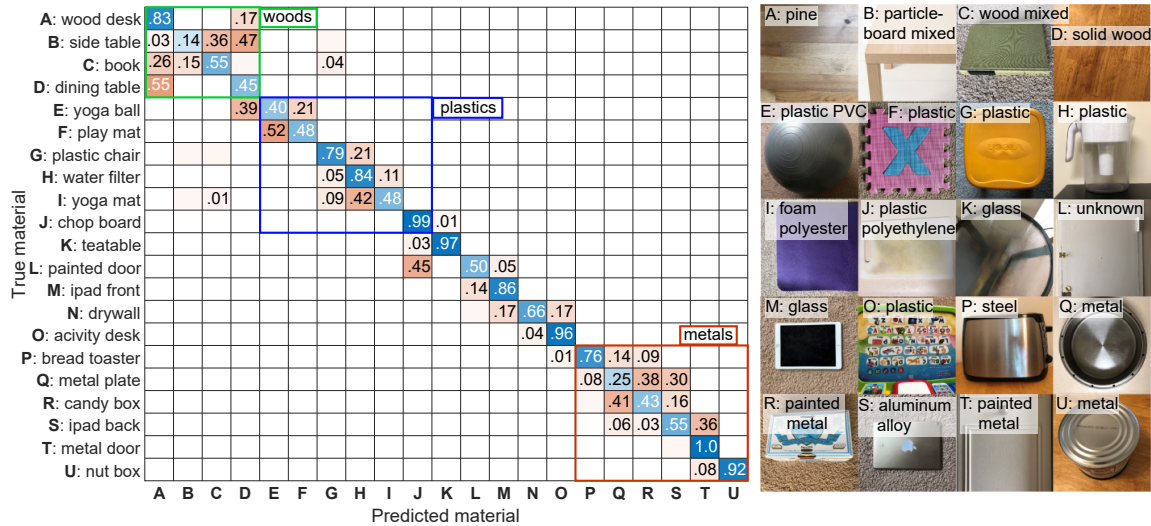 A: wood desk .83 .17 woods
B: side table .03 .14 .36 .47
C: book .26 .15 .55 .04
D: dining table .55 .45
E: yoga ball .39 .40 .21 plastics
F: play mat .52 .48
G: plastic chair .79 .21
H: water filter .05 .84 .11
I: yoga mat .01 .09 .42 .48
J: chop board .99 .01
K: teatable .03 .97
L: painted door .45 .50 .05
M: ipad front .14 .86
N: drywall .17 .66 .17
O: acivity desk .04 .96 metals
P: bread toaster .01 .76 .14 .09
Q: metal plate .08 .25 .38 .30
R: candy box .41 .43 .16
S: ipad back .06 .03 .55 .36
T: metal door 1.0
U: nut box .08 .92
A B C D E F G H I J K L M N O P Q R S T U
Predicted material
True material
A: pine
B: particle-
board mixed
C: wood mixed
D: solid wood
E: plastic PVC
F: plastic
G: plastic
H: plastic
I: foam
polyester
J: plastic
polyethylene
K: glass
L: unknown
M: glass
O: plastic
P: steel
Q: metal
R: painted
metal
S: aluminum
alloy
T: painted
metal
U: metal